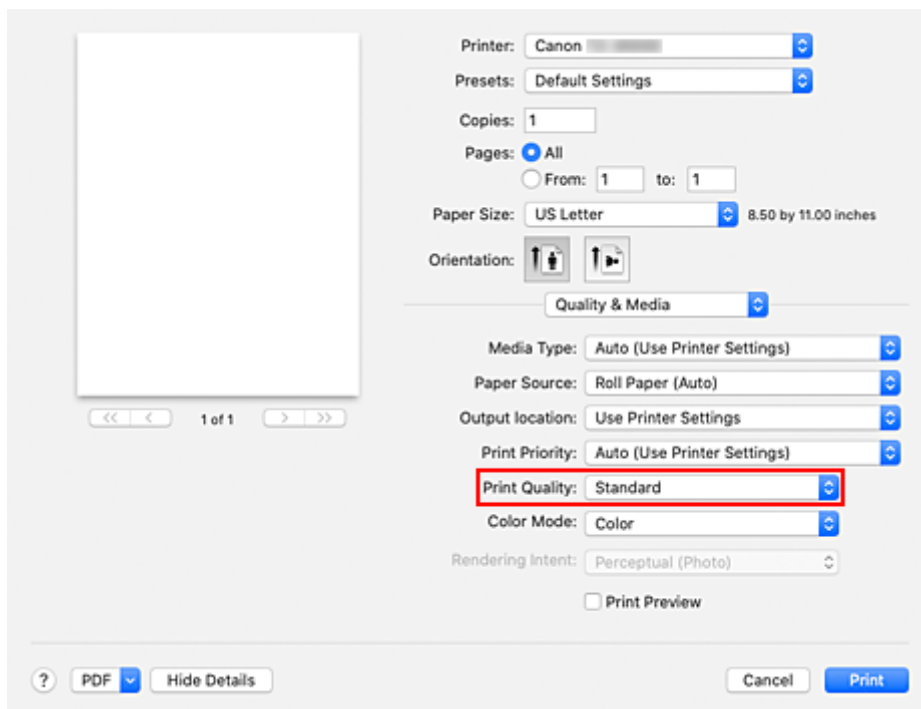 Printer: Canon
Presets: Default Settings
Copies: 1
Pages: All
From: 1 to: 1
Paper Size: US Letter 8.50 by 11.00 inches
Orientation:
Quality & Media
Media Type: Auto (Use Printer Settings)
Paper Source: Roll Paper (Auto)
<< < 1 of 1 > >> Output location: Use Printer Settings
Print Priority: Auto (Use Printer Settings)
Print Quality: Standard
Color Mode: Color
Rendering Intent: Perceptual (Photo)
Print Preview
? PDF Hide Details Cancel Print